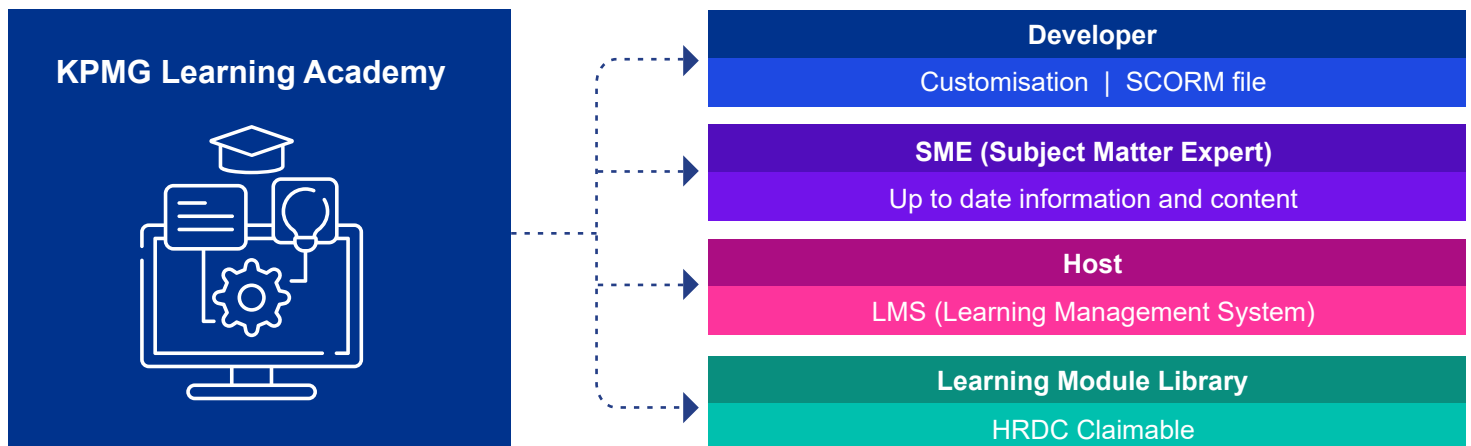 KPMG Learning Academy
Developer
Customisation | SCORM file
SME (Subject Matter Expert)
Up to date information and content
Host
LMS (Learning Management System)
Learning Module Library
HRDC Claimable